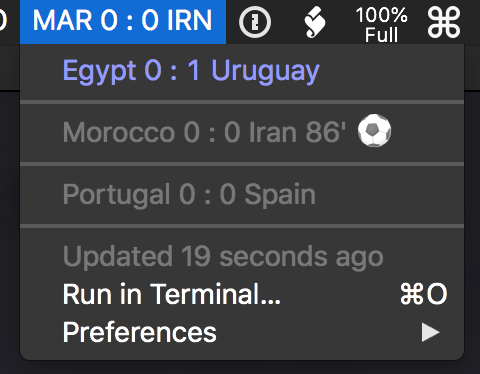 MAR 0 : 0 IRN
100%
Full
Egypt 0 : 1 Uruguay
Morocco 0 : 0 Iran 86' ⚽
Portugal 0 : 0 Spain
Updated 19 seconds ago
Run in Terminal... ⌘O
Preferences ▶